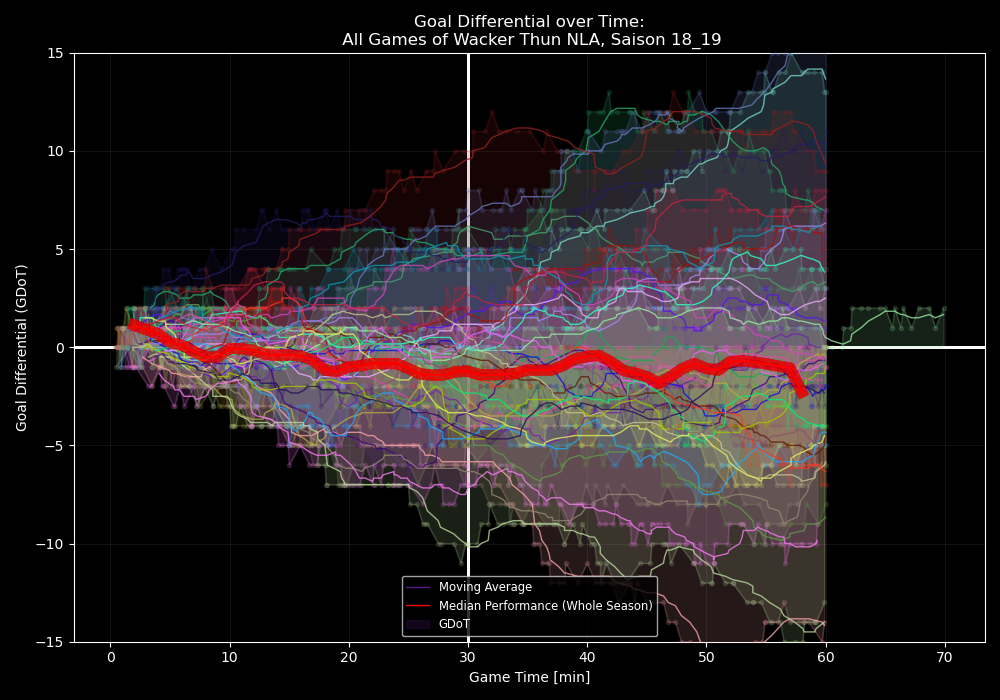 Goal Differential over Time:
All Games of Wacker Thun NLA, Saison 18_19
Goal Differential (GDoT)
15
10
5
0
−5
−10
−15
0 10 20 30 40 50 60 70
Game Time [min]
Moving Average
Median Performance (Whole Season)
GDoT